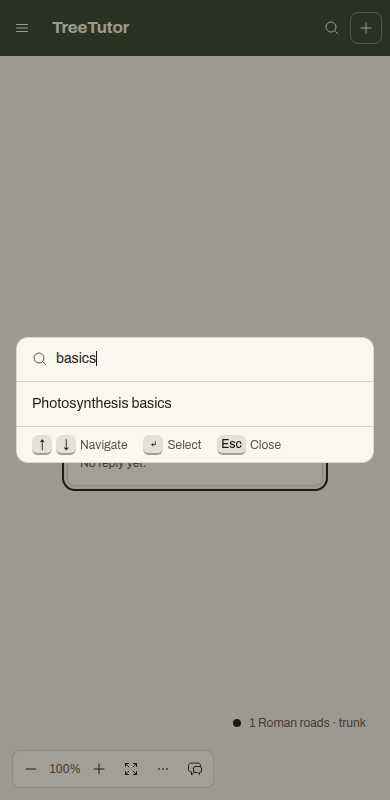 TreeTutor
basics
Photosynthesis basics
↑ ↓ Navigate ↵ Select Esc Close
No reply yet.
1 Roman roads · trunk
100%